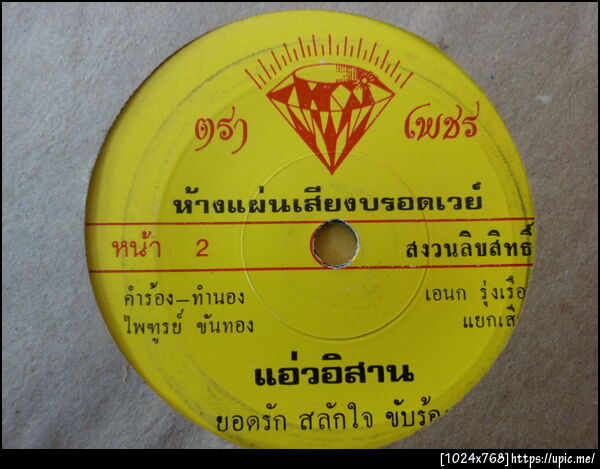 ตรา เพชร
ห้างแผ่นเสียงบรอดเวย์
หน้า 2 สงวนลิขสิทธิ์
คำร้อง-ทำนอง เอนก รุ่งเรือ
ไพฑูรย์ ขันทอง แยกเสี
แอ่วอิสาน
ยอดรัก สลักใจ ขับร้อ
[1024x768]https://upic.me/